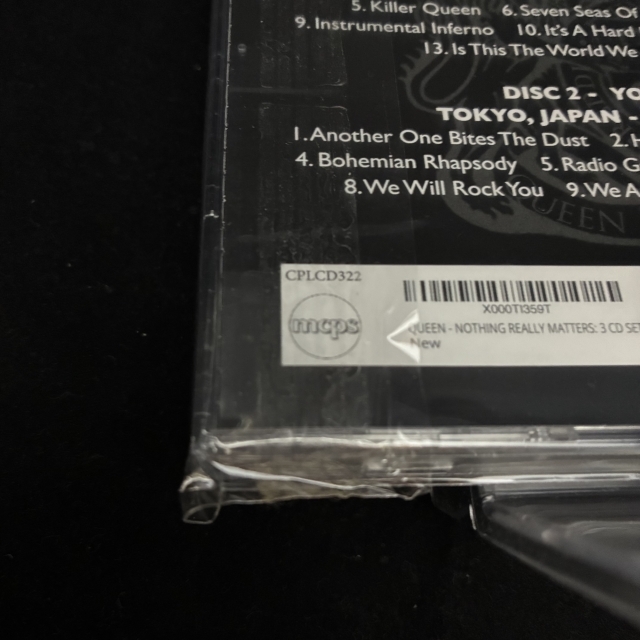 5. Killer Queen 6. Seven Seas Of
9. Instrumental Inferno 10. It's A Hard
13. Is This The World We
DISC 2 - YO
TOKYO, JAPAN -
1. Another One Bites The Dust 2. H
4. Bohemian Rhapsody 5. Radio G
8. We Will Rock You 9. We A
QUEEN
CPLCD322
mcps
X000TI359T
QUEEN - NOTHING REALLY MATTERS: 3 CD SET
New